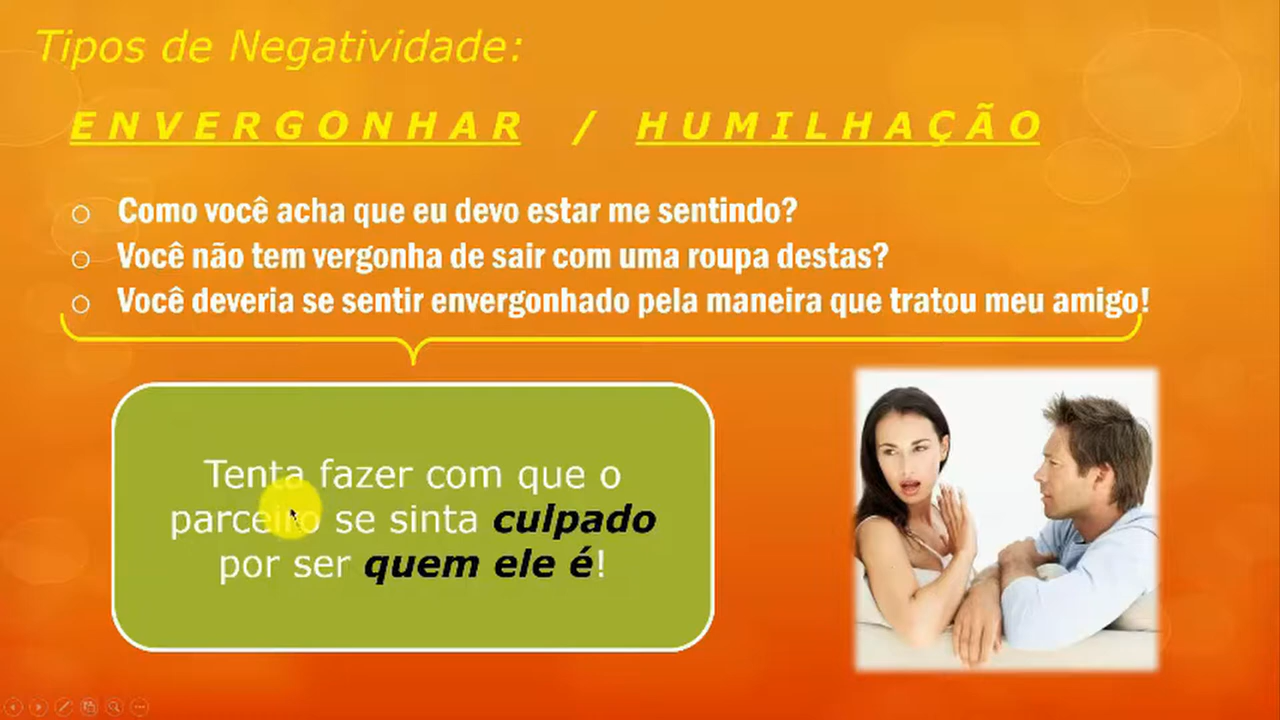 Tipos de Negatividade:
ENVERGONHAR / HUMILHAÇÃO
Como você acha que eu devo estar me sentindo?
Você não tem vergonha de sair com uma roupa destas?
Você deveria se sentir envergonhado pela maneira que tratou meu amigo!
Tenta fazer com que o
parceiro se sinta culpado
por ser quem ele é!